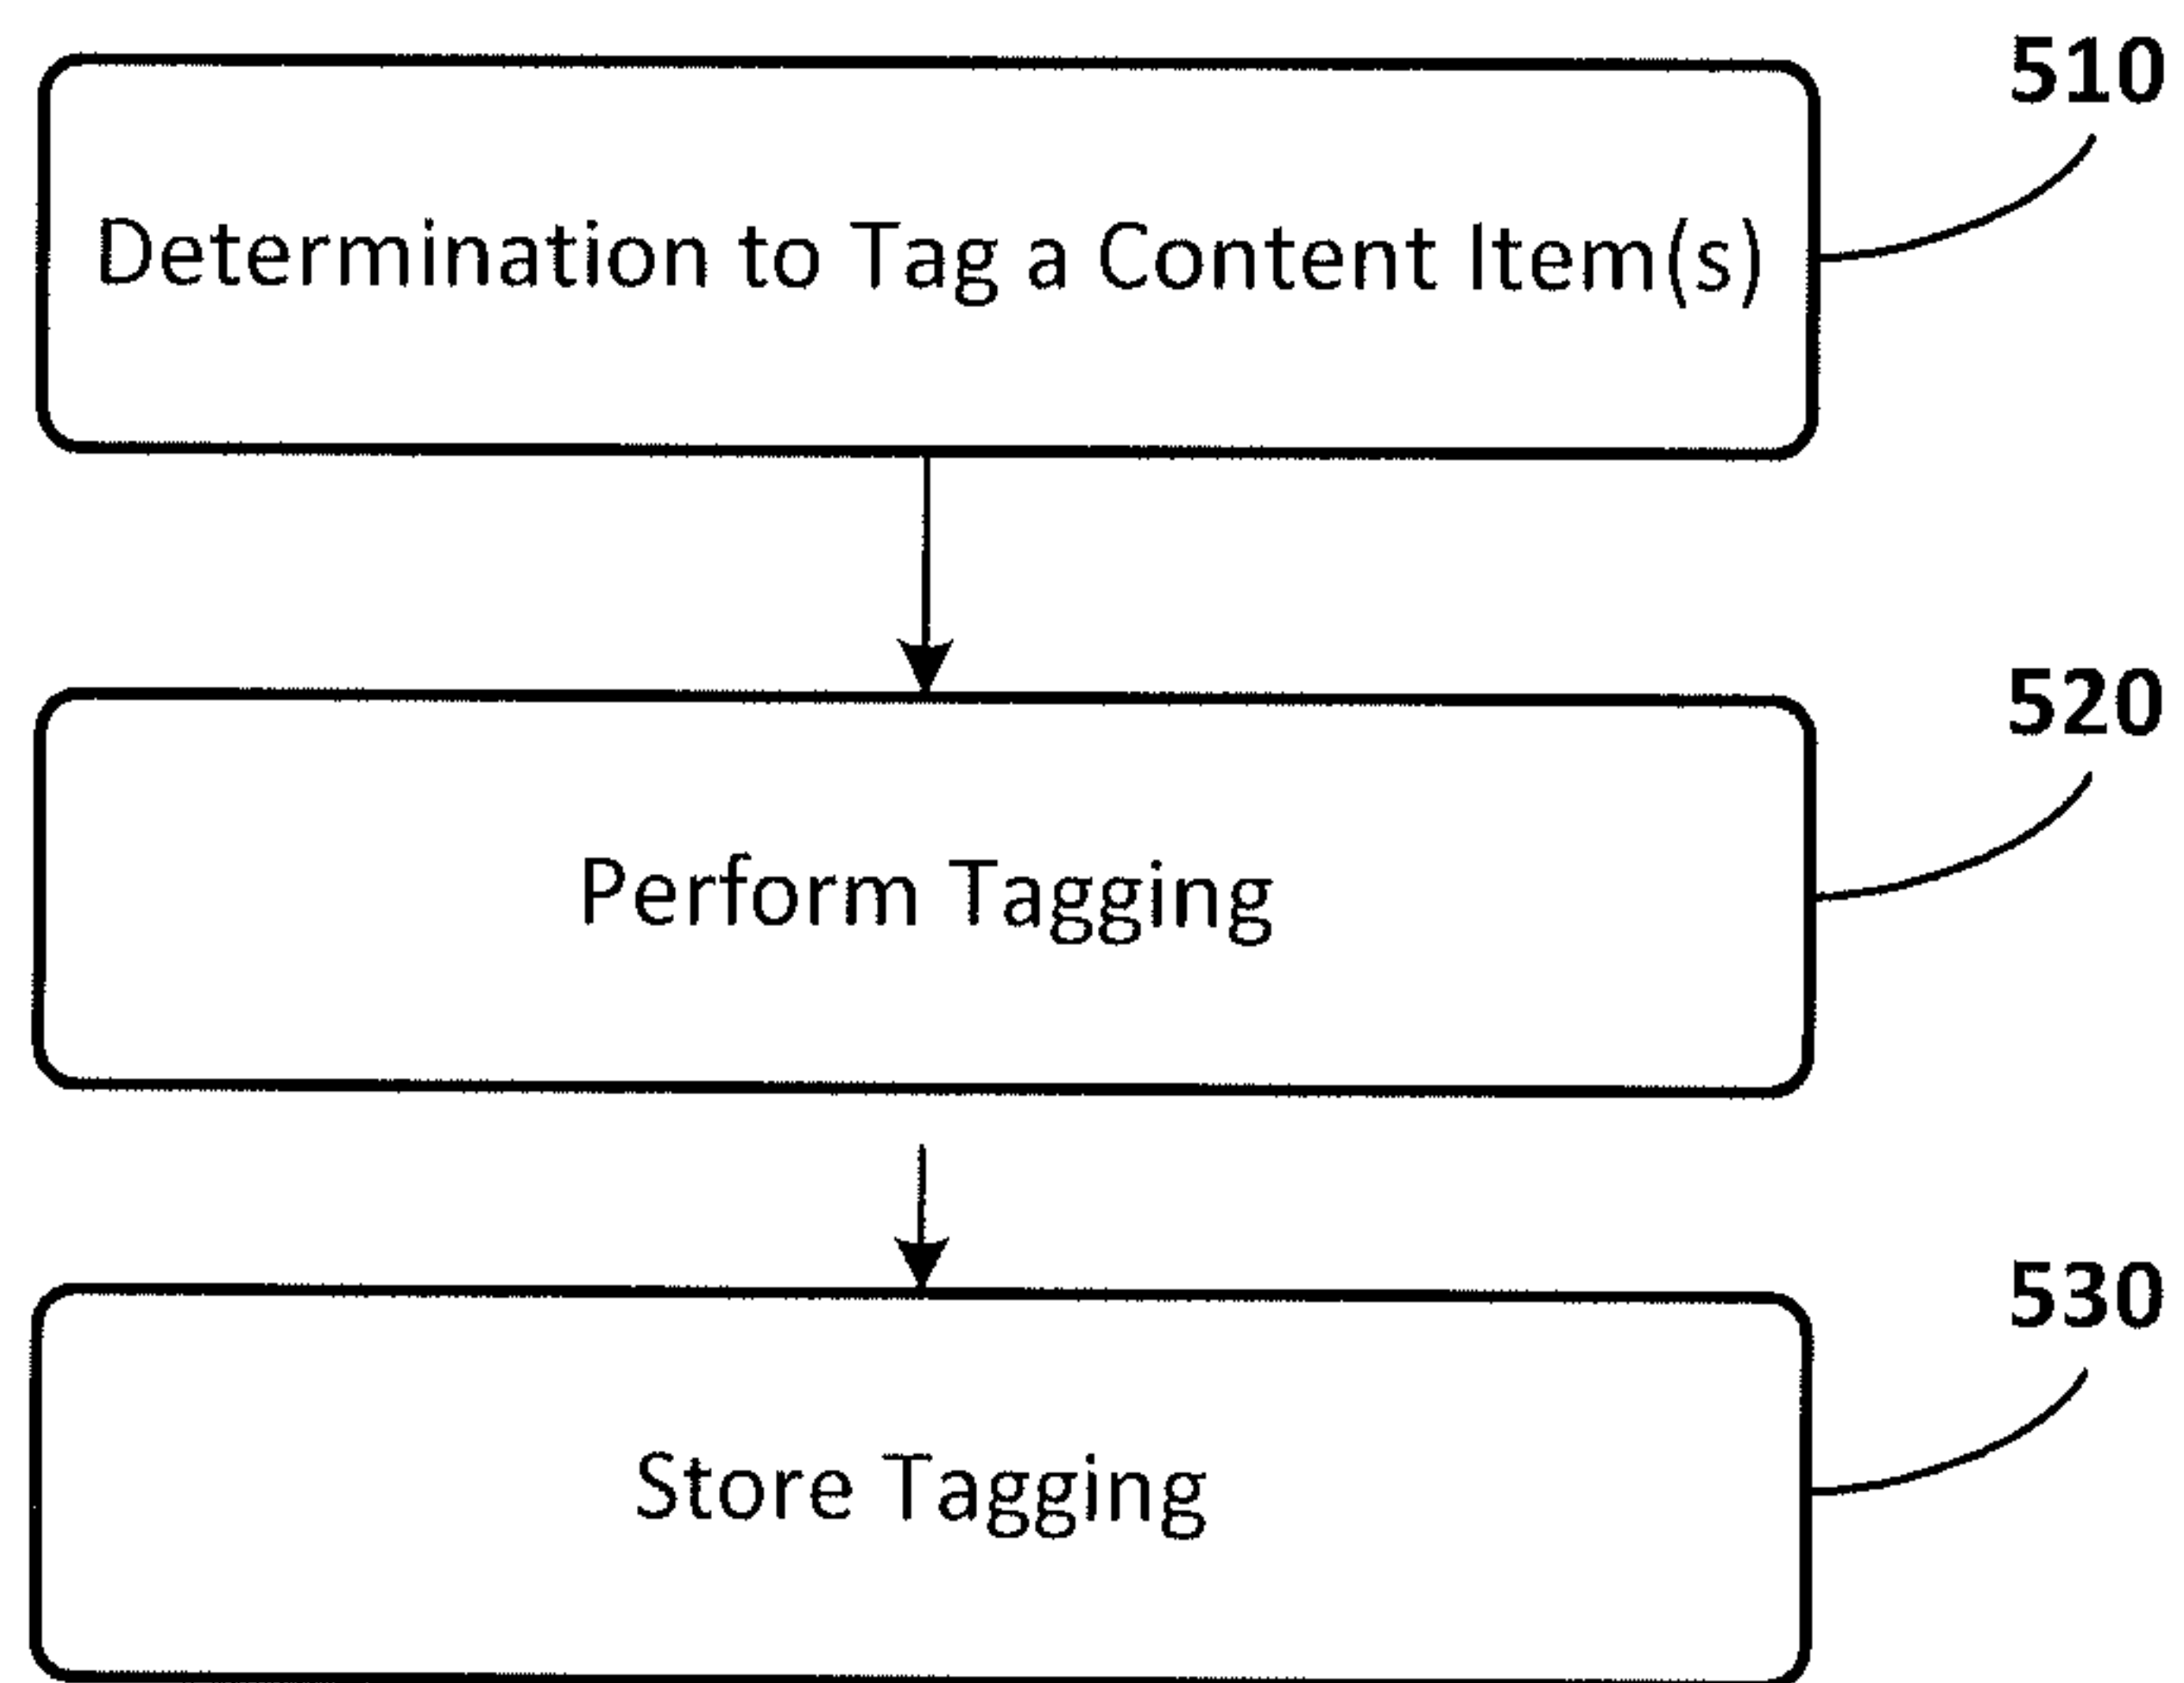 510
Determination to Tag a Content Item(s)
520
Perform Tagging
530
Store Tagging